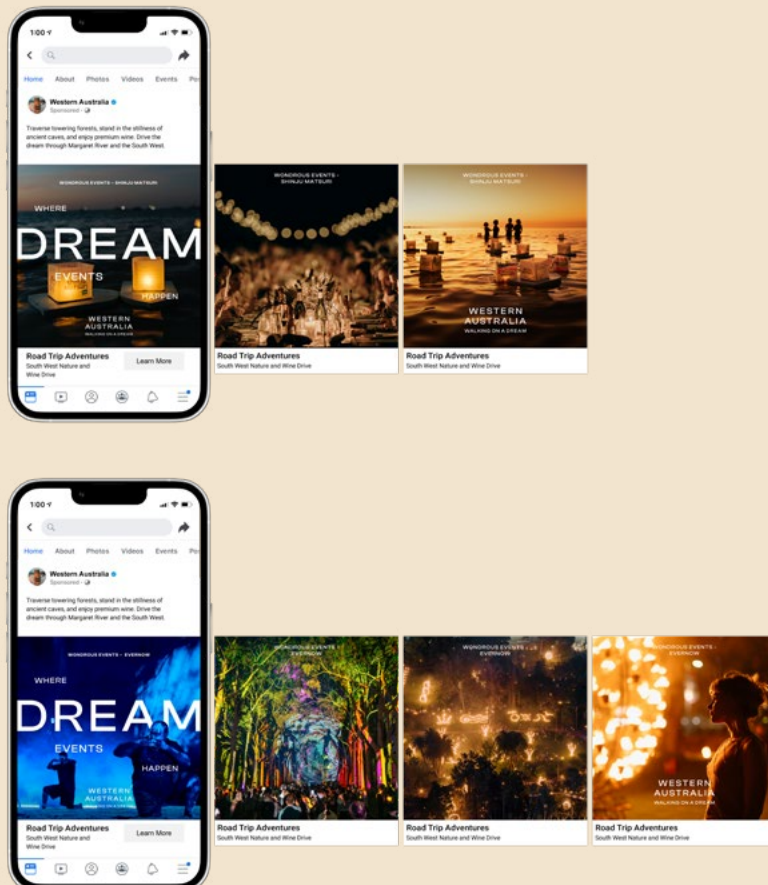 1:00
Home About Photos Videos Events
Western Australia
Sponsored ·
Traverse towering forests, stand in the stillness of
ancient caves, and enjoy premium wine. Drive the
dream through Margaret River and the South West.
WONDROUS EVENTS - SHINJU MATSURI
WHERE
DREAM
EVENTS
HAPPEN
WESTERN
AUSTRALIA
WALKING ON A DREAM
Road Trip Adventures
South West Nature and
Wine Drive
Learn More
WONDROUS EVENTS -
SHINJU MATSURI
Road Trip Adventures
South West Nature and Wine Drive
WONDROUS EVENTS -
SHINJU MATSURI
WESTERN
AUSTRALIA
WALKING ON A DREAM
Road Trip Adventures
South West Nature and Wine Drive
1:00
Home About Photos Videos Events
Western Australia
Sponsored ·
Traverse towering forests, stand in the stillness of
ancient caves, and enjoy premium wine. Drive the
dream through Margaret River and the South West.
WONDROUS EVENTS - EVERNOW
WHERE
DREAM
EVENTS
HAPPEN
WESTERN
AUSTRALIA
WALKING ON A DREAM
Road Trip Adventures
South West Nature and
Wine Drive
Learn More
WONDROUS EVENTS -
EVERNOW
Road Trip Adventures
South West Nature and Wine Drive
WONDROUS EVENTS -
EVERNOW
Road Trip Adventures
South West Nature and Wine Drive
WONDROUS EVENTS -
EVERNOW
WESTERN
AUSTRALIA
WALKING ON A DREAM
Road Trip Adventures
South West Nature and Wine Drive